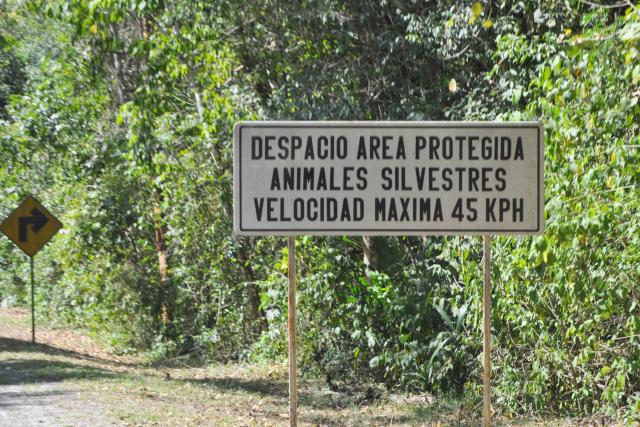 DESPACIO AREA PROTEGIDA
ANIMALES SILVESTRES
VELOCIDAD MAXIMA 45 KPH